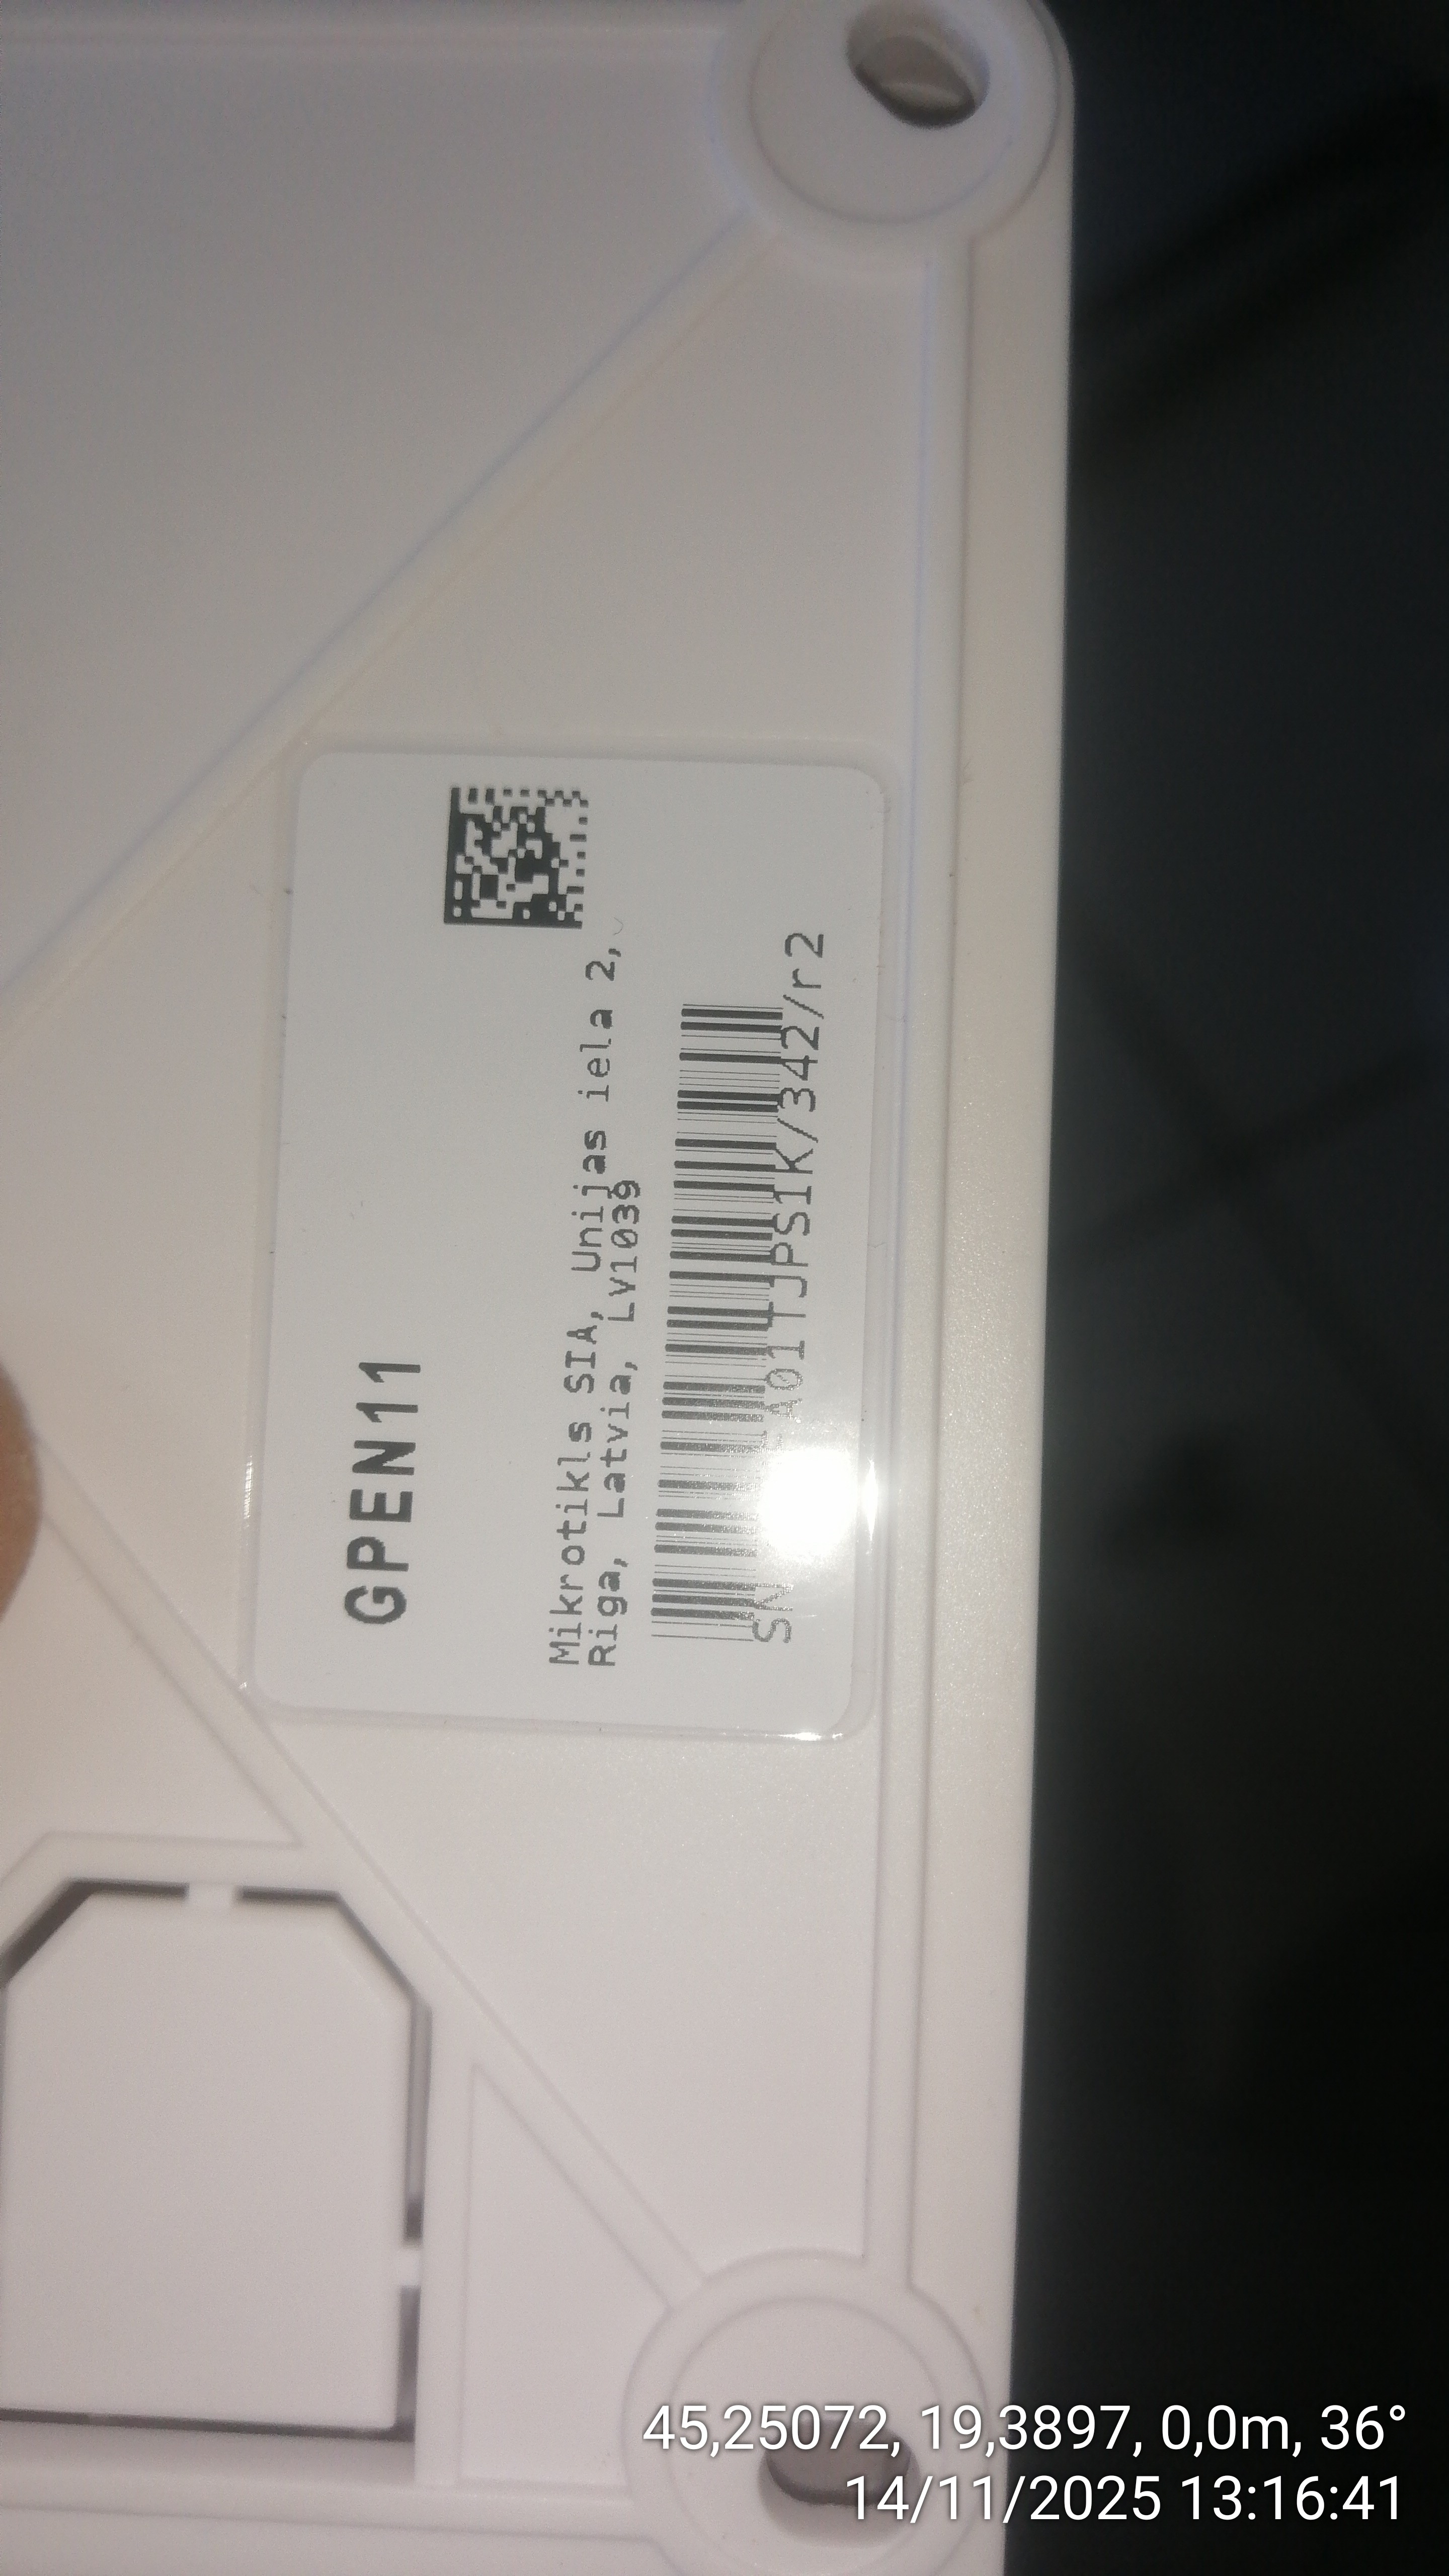 GPEN11
Mikrotikls SIA, Unijas iela 2,
Riga, Latvia, LV1039
SN
45,25072, 19,3897, 0,0m, 36°
14/11/2025 13:16:41